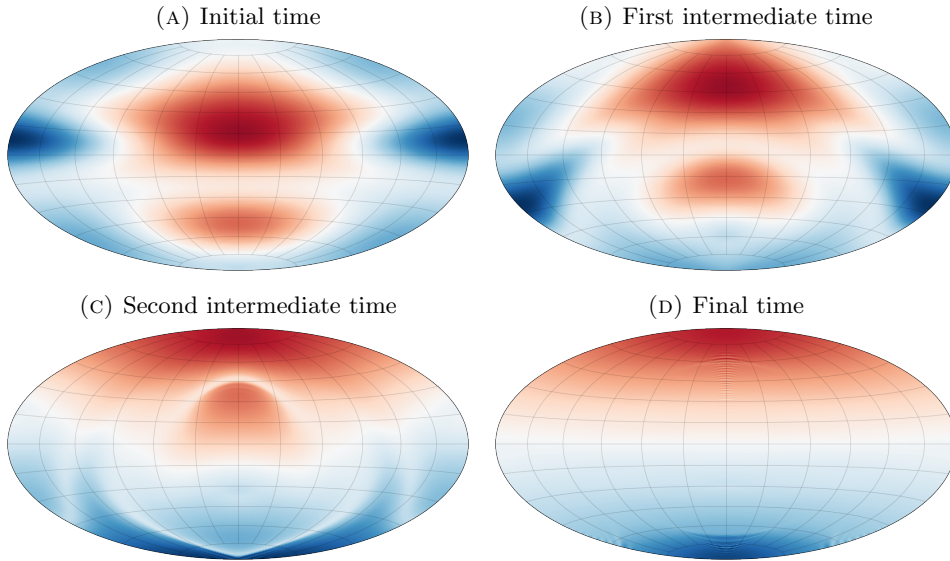 (A) Initial time
(B) First intermediate time
(C) Second intermediate time
(D) Final time